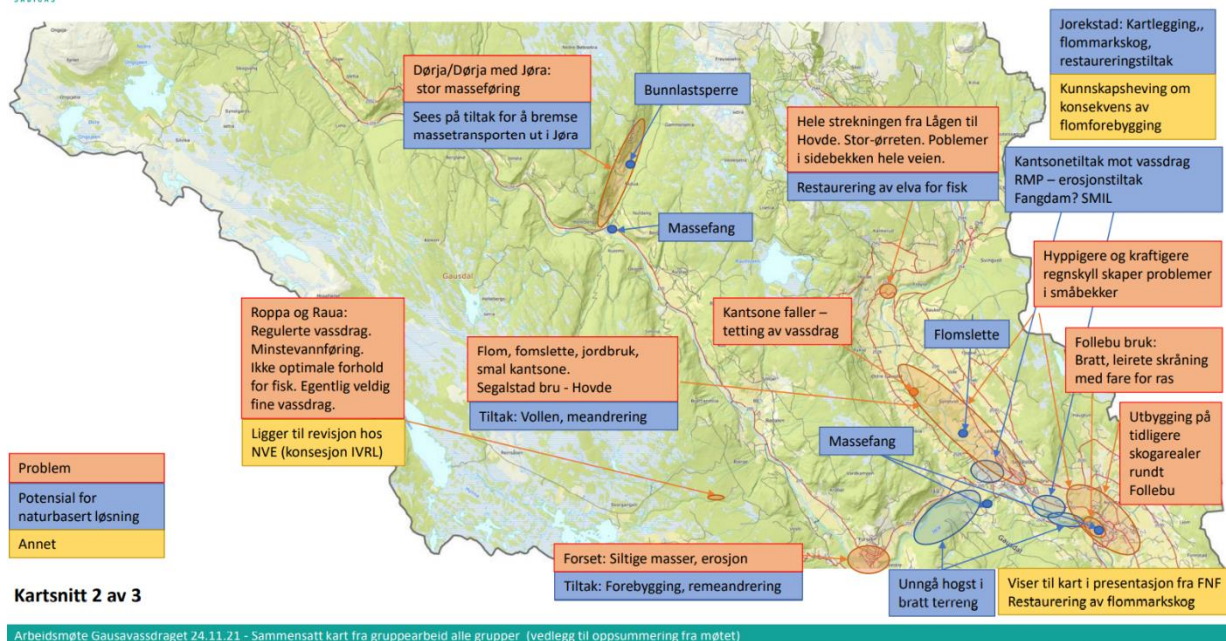 Jorekstad: Kartlegging,,
flommarkskog,
restaureringstiltak
Kunnskapsheving om
konsekvens av
flomforebygging
Dørja/Dørja med Jøra:
stor masseføring
Sees på tiltak for å bremse
massetransporten ut i Jøra
Bunnlastsperre
Hele strekningen fra Lågen til
Hovde. Stor-ørreten. Poblemer
i sidebekken hele veien.
Restaurering av elva for fisk
Kantsonetiltak mot vassdrag
RMP – erosjonstiltak
Fangdam? SMIL
Massefang
Hyppigere og kraftigere
regnskyll skaper problemer
i småbekker
Roppa og Raua:
Regulerte vassdrag.
Minstevannføring.
Ikke optimale forhold
for fisk. Egentlig veldig
fine vassdrag.
Ligger til revisjon hos
NVE (konsesjon IVRL)
Flom, fomslette, jordbruk,
smal kantsone.
Segalstad bru - Hovde
Tiltak: Vollen, meandrering
Kantsone faller –
tetting av vassdrag
Flomslette
Follebu bruk:
Bratt, leirete skråning
med fare for ras
Massefang
Utbygging på
tidligere
skogarealer
rundt
Follebu
Gausdal
Gausdal
Problem
Potensial for
naturbasert løsning
Annet
Forset: Siltige masser, erosjon
Tiltak: Forebygging, remeandrering
Unngå hogst i
bratt terreng
Viser til kart i presentasjon fra FNF
Restaurering av flommarkskog
Kartsnitt 2 av 3
Arbeidsmøte Gausavassdraget 24.11.21 - Sammensatt kart fra gruppearbeid alle grupper (vedlegg til oppsummering fra møtet)